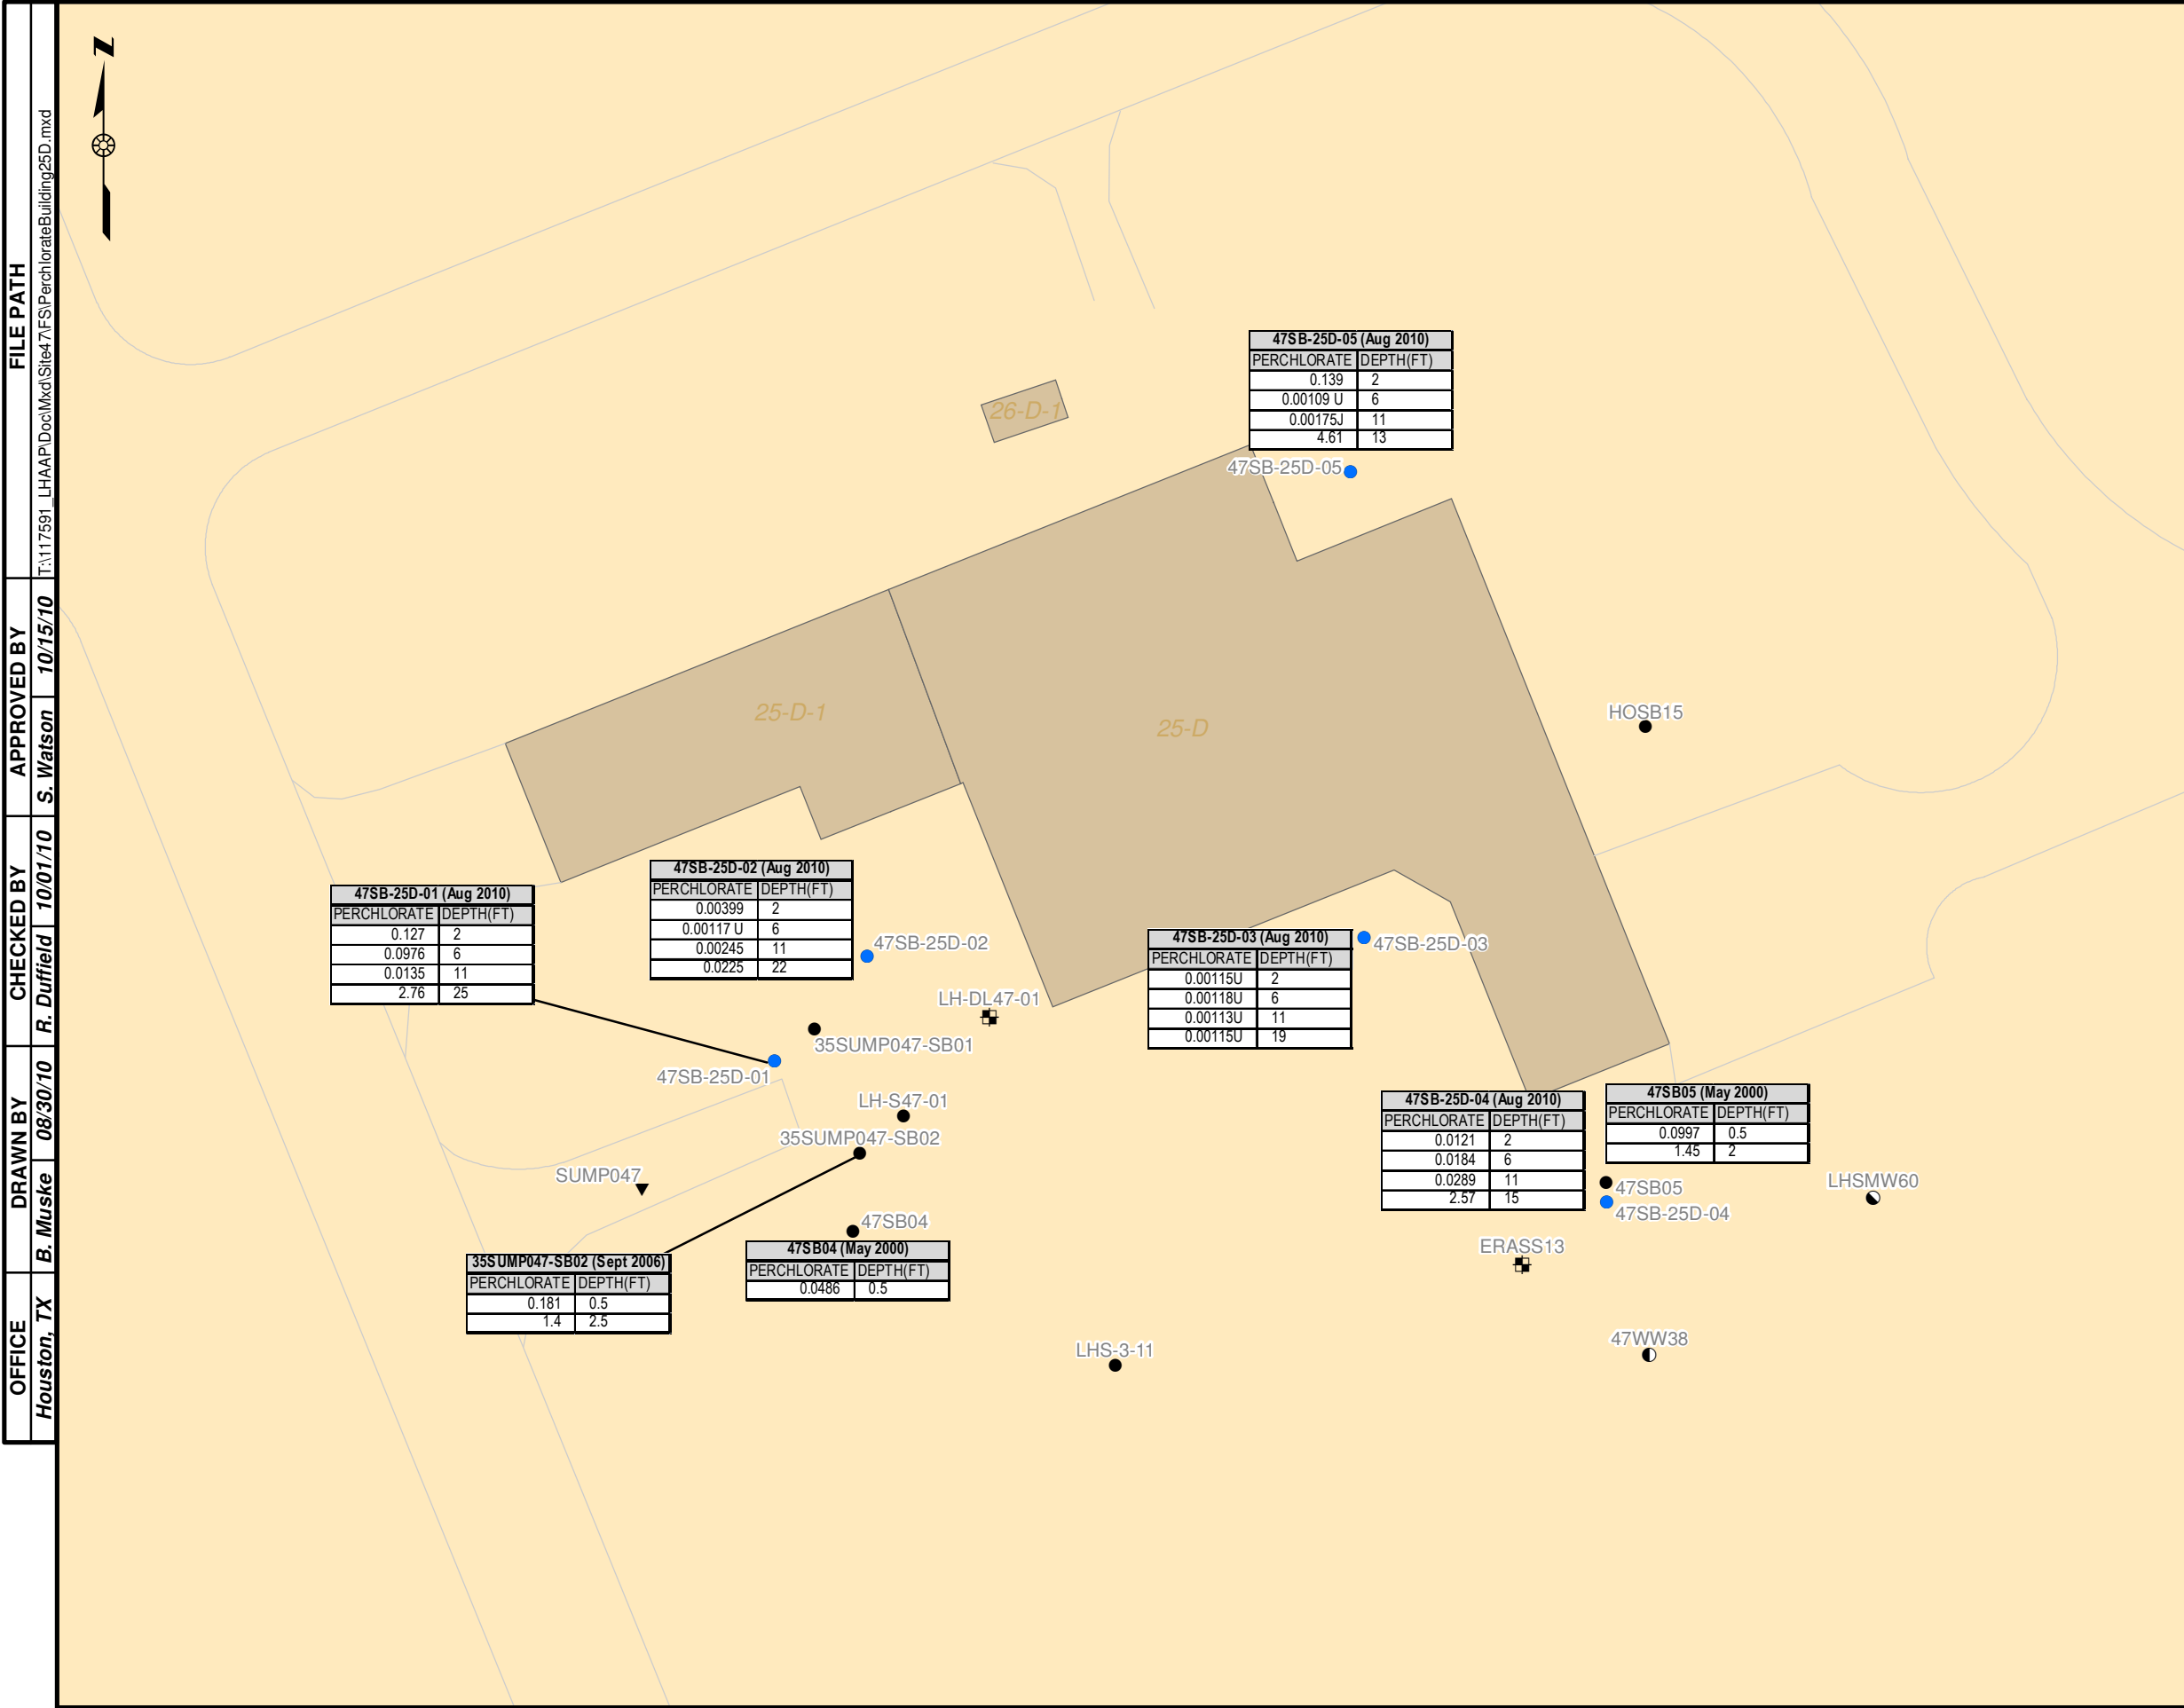 FILE PATH
T:\117591_LHAAP\Doc\Mxd\Site47\FS\PerchlorateBuilding25D.mxd
APPROVED BY
S. Watson 10/15/10
CHECKED BY
R. Duffield 10/01/10
DRAWN BY
B. Muske 08/30/10
OFFICE
Houston, TX
N
47SB-25D-05 (Aug 2010)
PERCHLORATE DEPTH(FT)
0.139 2
0.00109 U 6
0.00175J 11
4.61 13
47SB-25D-05
26-D-1
25-D-1
25-D
HOSB15
47SB-25D-02 (Aug 2010)
PERCHLORATE DEPTH(FT)
0.00399 2
0.00117 U 6
0.00245 11
0.0225 22
47SB-25D-02
47SB-25D-01 (Aug 2010)
PERCHLORATE DEPTH(FT)
0.127 2
0.0976 6
0.0135 11
2.76 25
47SB-25D-03 (Aug 2010)
PERCHLORATE DEPTH(FT)
0.00115U 2
0.00118U 6
0.00113U 11
0.00115U 19
47SB-25D-03
LH-DL47-01
35SUMP047-SB01
47SB-25D-01
LH-S47-01
35SUMP047-SB02
SUMP047
47SB04
47SB-25D-04 (Aug 2010)
PERCHLORATE DEPTH(FT)
0.0121 2
0.0184 6
0.0289 11
2.57 15
47SB05 (May 2000)
PERCHLORATE DEPTH(FT)
0.0997 0.5
1.45 2
47SB05
47SB-25D-04
LHSMW60
35SUMP047-SB02 (Sept 2006)
PERCHLORATE DEPTH(FT)
0.181 0.5
1.4 2.5
47SB04 (May 2000)
PERCHLORATE DEPTH(FT)
0.0486 0.5
ERASS13
47WW38
LHS-3-11